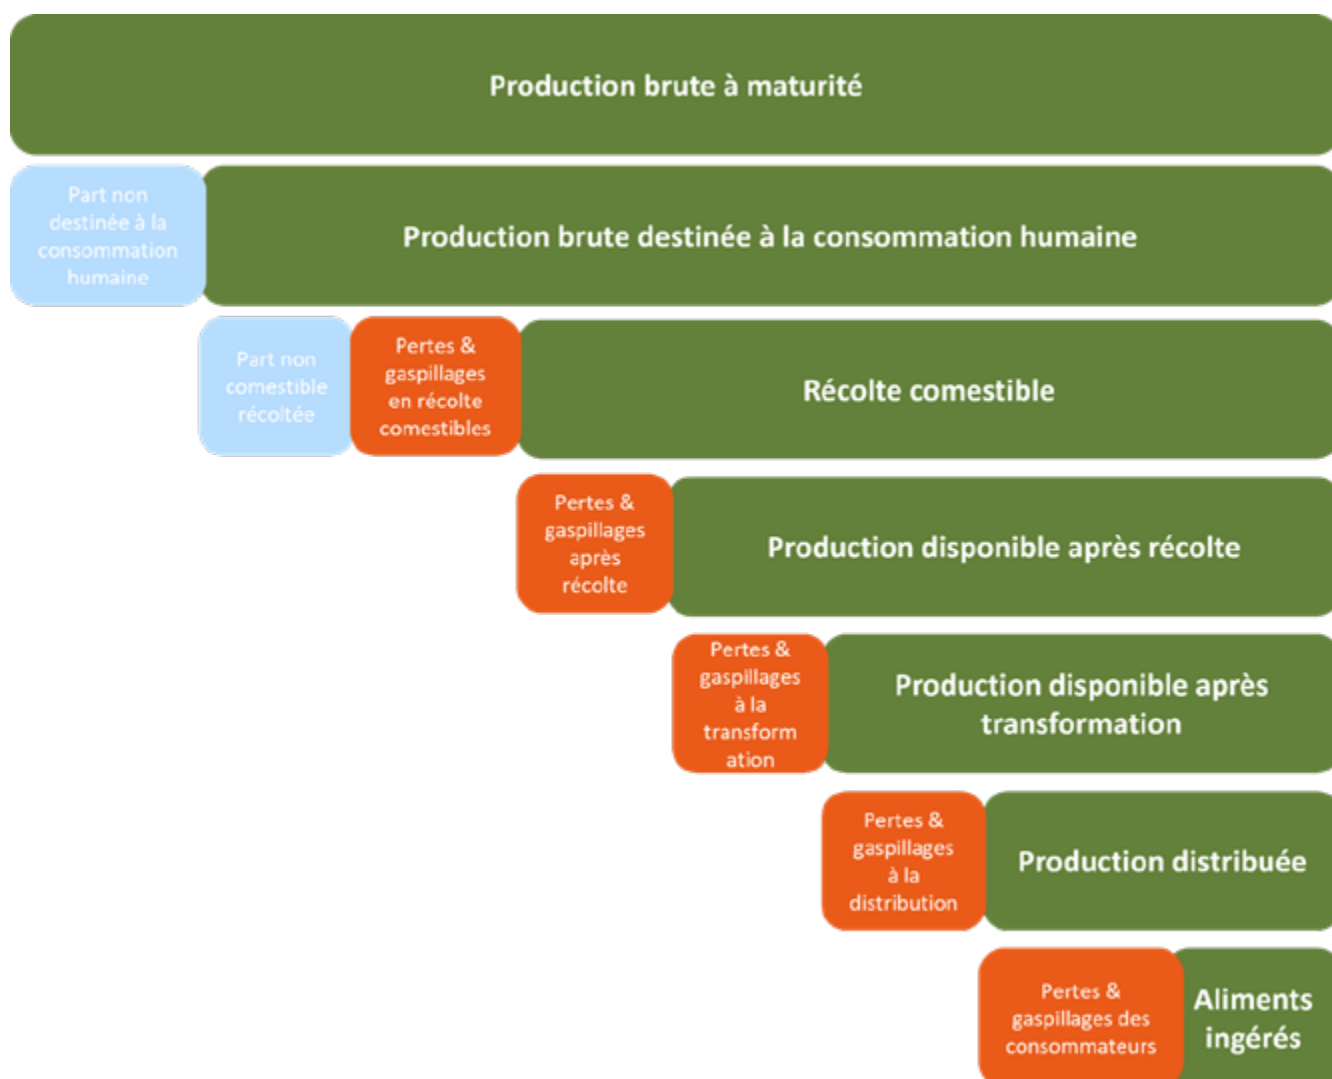 Production brute à maturité
Part non
destinée à la
consommation
humaine
Production brute destinée à la consommation humaine
Part non
comestible
récoltée
Pertes &
gaspillages
en récolte
comestibles
Récolte comestible
Pertes &
gaspillages
après
récolte
Production disponible après récolte
Pertes &
gaspillages
à la
transform
ation
Production disponible après
transformation
Pertes &
gaspillages
à la
distribution
Production distribuée
Pertes &
gaspillages des
consommateurs
Aliments
ingérés